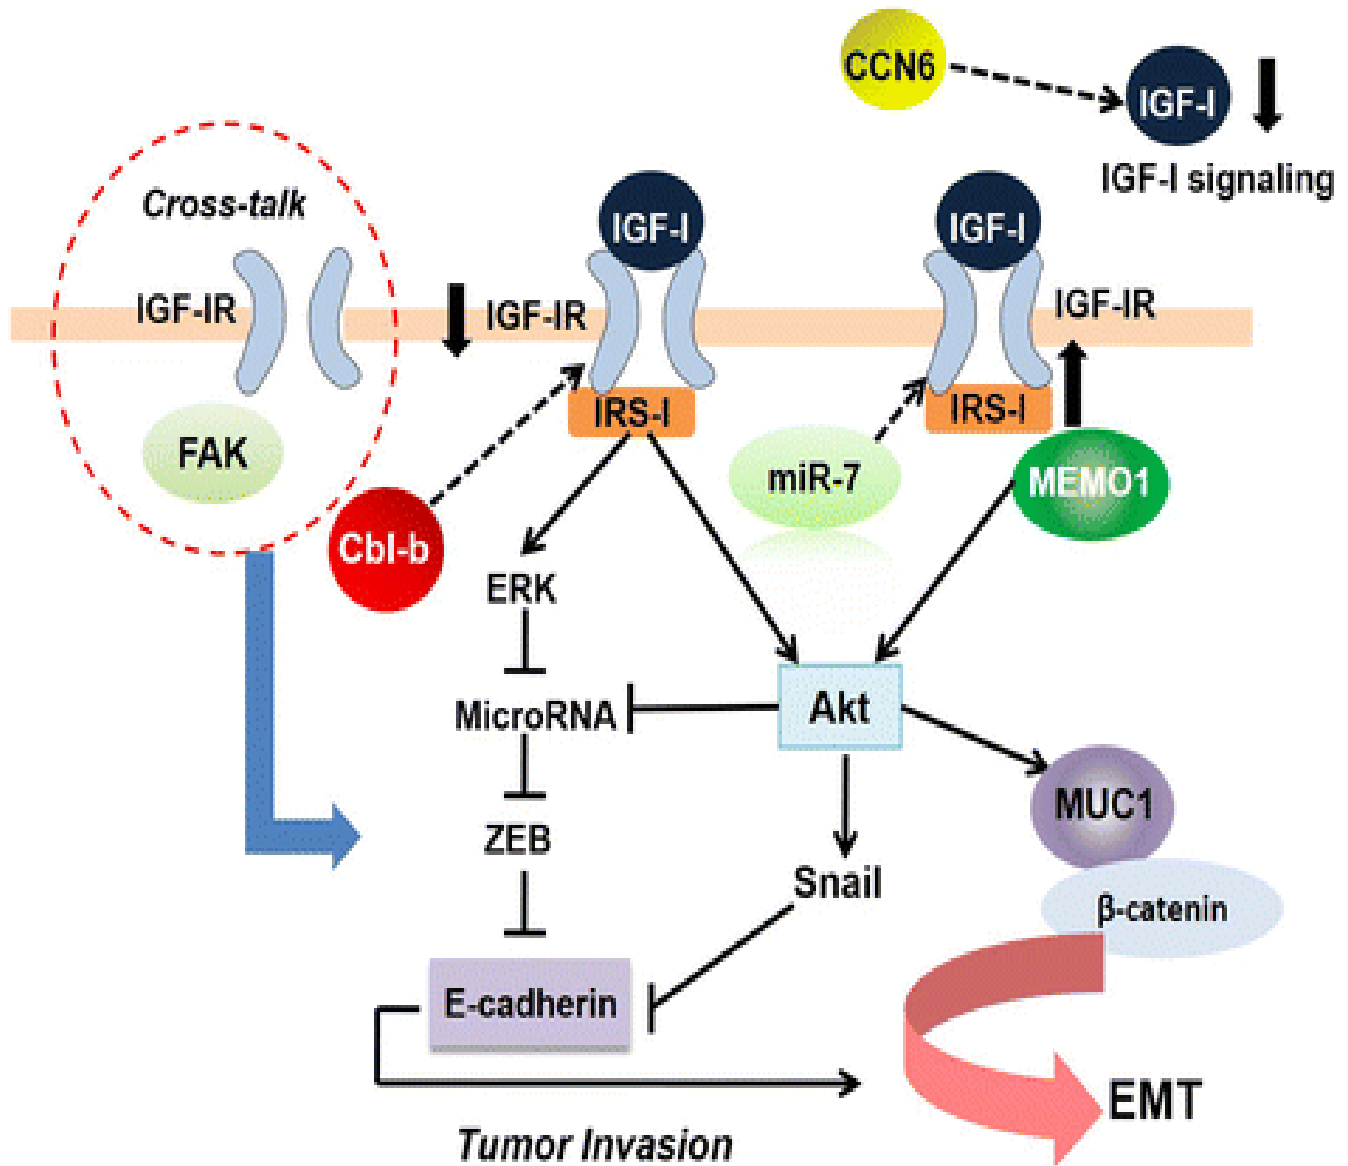 CCN6
IGF-I
IGF-I signaling
Cross-talk
IGF-I
IGF-I
IGF-IR
IGF-IR
IGF-IR
IRS-I
IRS-I
FAK
miR-7
MEMO1
Cbl-b
ERK
MicroRNA
Akt
MUC1
ZEB
Snail
β-catenin
E-cadherin
EMT
Tumor Invasion